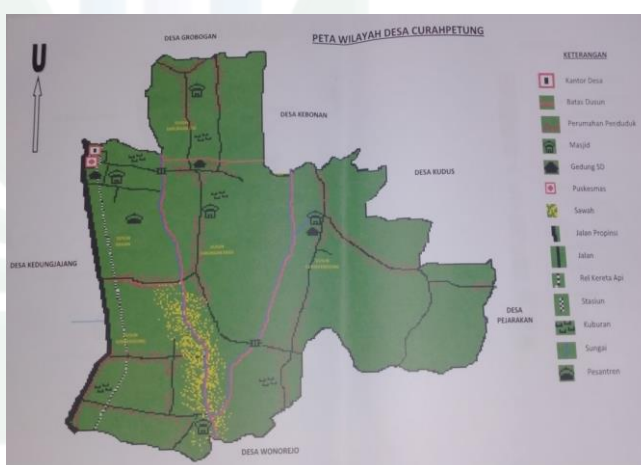 PETA WILAYAH DESA CURAHPETUNG
DESA GROBOGAN
U
DESA KEBONAN
DESA KUDUS
DESA KEDUNGJAJANG
DESA PEJARAKAN
DESA WONOREJO
KETERANGAN
Kantor Desa
Batas Dusun
Perumahan Penduduk
Masjid
Gedung SD
Puskesmas
Sawah
Jalan Propinsi
Jalan
Rel Kereta Api
Stasiun
Kuburan
Sungai
Pesantren